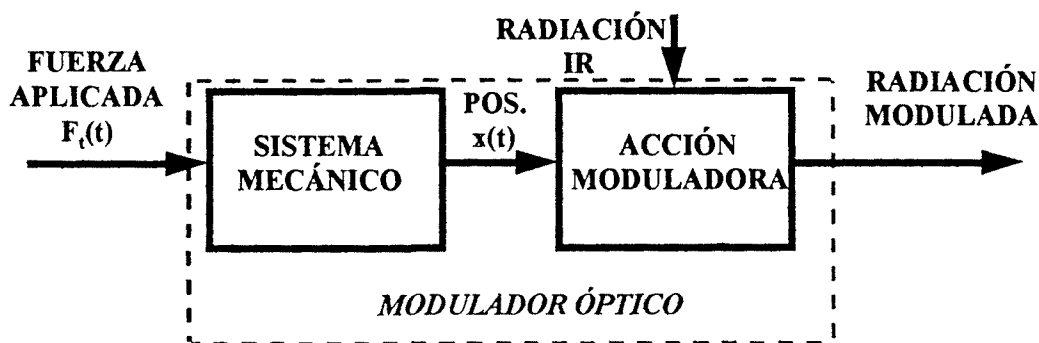 FUERZA
APLICADA
F_t(t)
SISTEMA
MECÁNICO
POS.
x(t)
RADIACIÓN
IR
ACCIÓN
MODULADORA
RADIACIÓN
MODULADA
MODULADOR ÓPTICO